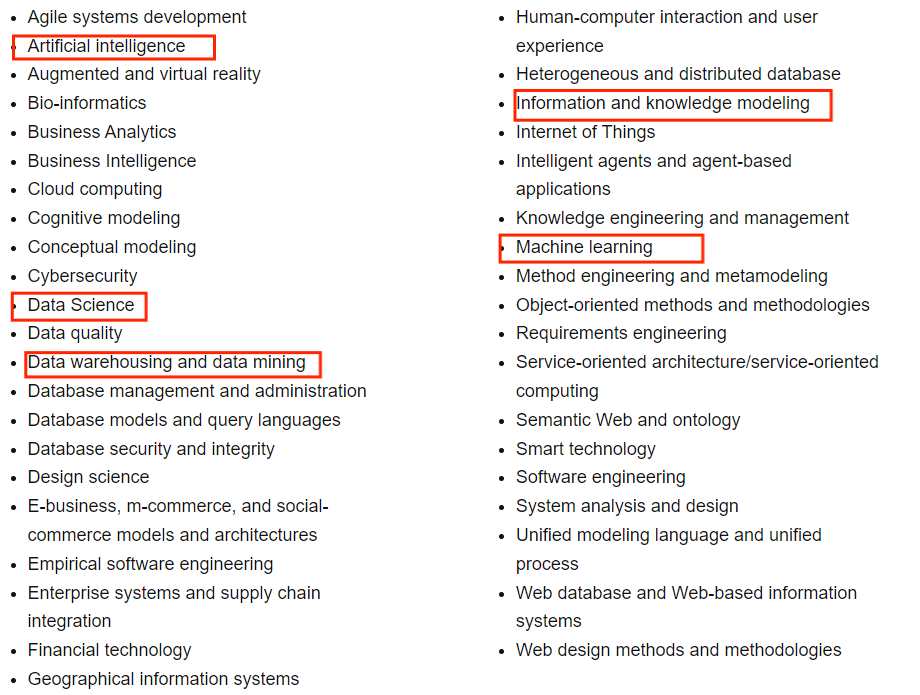 • Agile systems development
• Artificial intelligence
• Augmented and virtual reality
• Bio-informatics
• Business Analytics
• Business Intelligence
• Cloud computing
• Cognitive modeling
• Conceptual modeling
• Cybersecurity
• Data Science
• Data quality
• Data warehousing and data mining
• Database management and administration
• Database models and query languages
• Database security and integrity
• Design science
• E-business, m-commerce, and social-
commerce models and architectures
• Empirical software engineering
• Enterprise systems and supply chain
integration
• Financial technology
• Geographical information systems
• Human-computer interaction and user
experience
• Heterogeneous and distributed database
• Information and knowledge modeling
• Internet of Things
• Intelligent agents and agent-based
applications
• Knowledge engineering and management
• Machine learning
• Method engineering and metamodeling
• Object-oriented methods and methodologies
• Requirements engineering
• Service-oriented architecture/service-oriented
computing
• Semantic Web and ontology
• Smart technology
• Software engineering
• System analysis and design
• Unified modeling language and unified
process
• Web database and Web-based information
systems
• Web design methods and methodologies